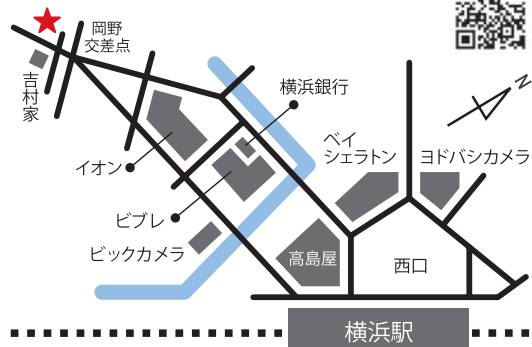 岡野
交差点
吉村家
横浜銀行
ベイ
シェラトン
ヨドバシカメラ
N
イオン
ビブレ
ビックカメラ
高島屋
西口
横浜駅